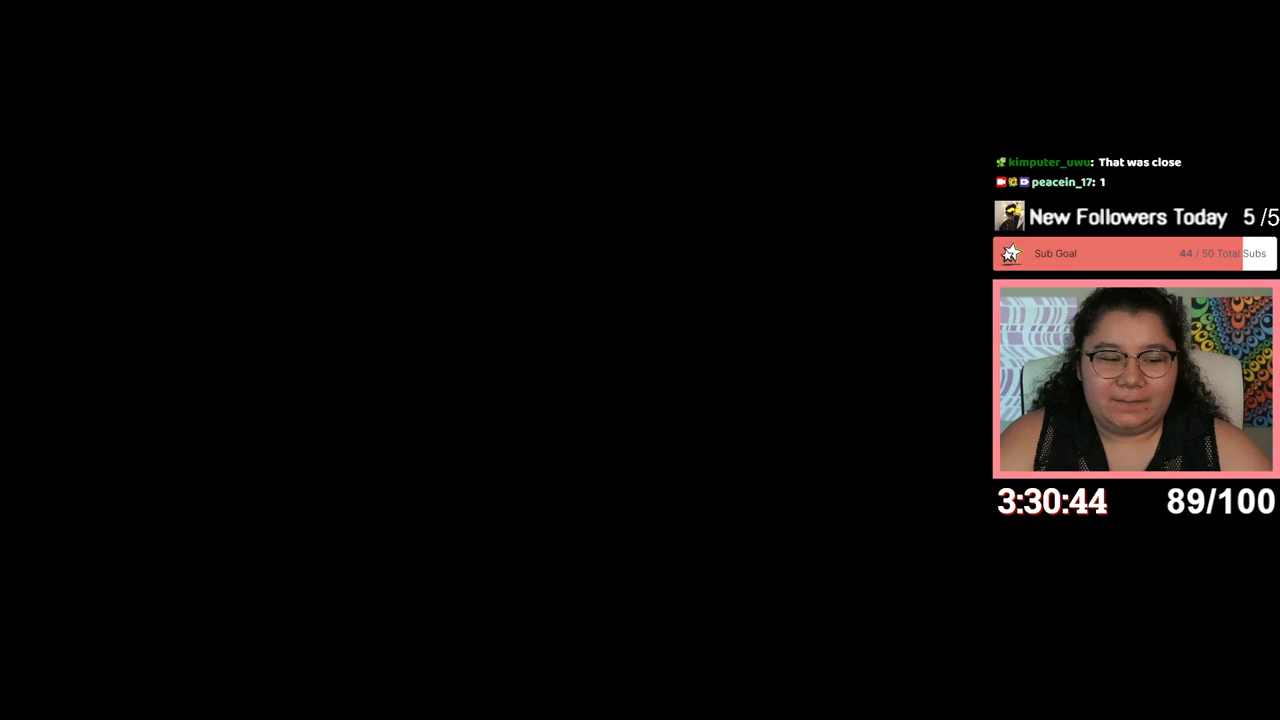 kimputer_uwu: That was close
peacein_17: 1
New Followers Today 5 /5
Sub Goal 44 / 50 Total Subs
3:30:44 89/100